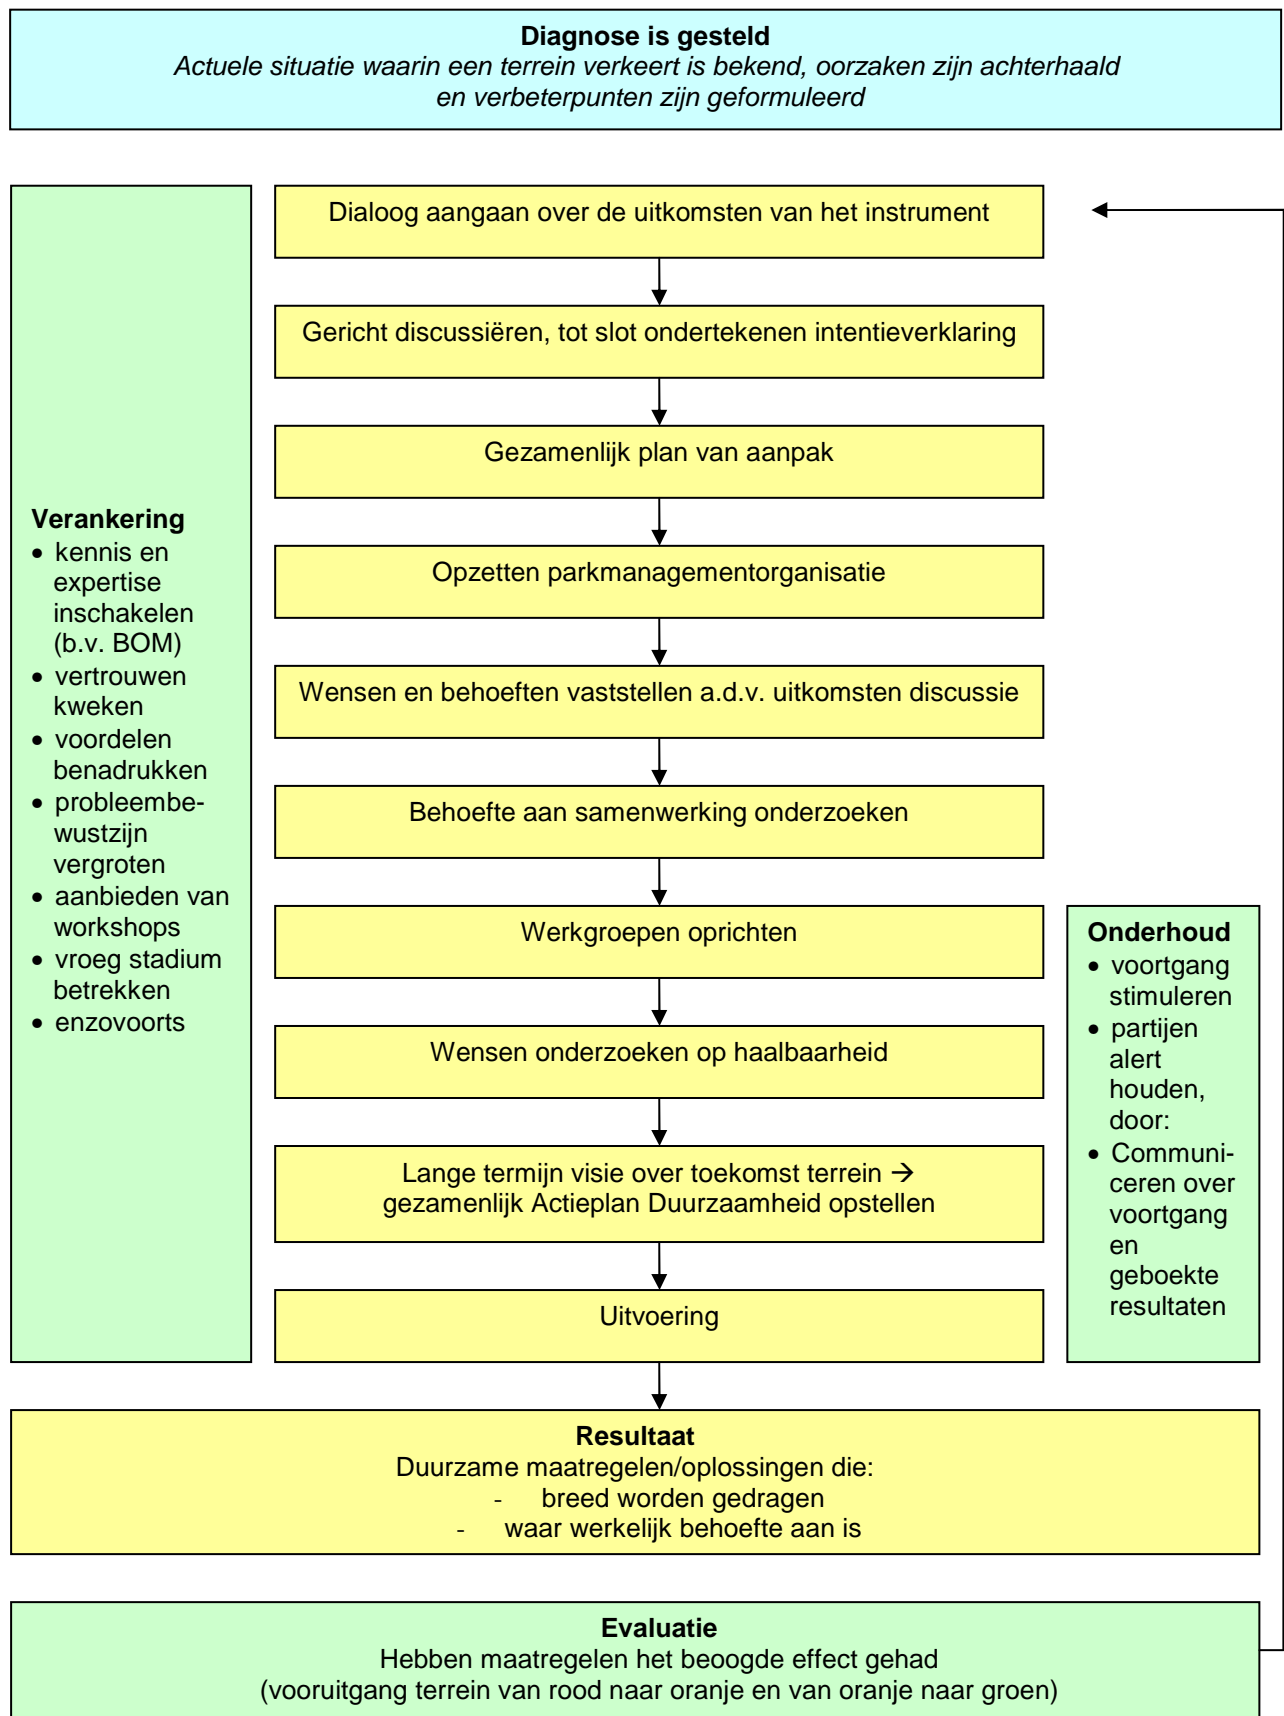 Diagnose is gesteld
Actuele situatie waarin een terrein verkeert is bekend, oorzaken zijn achterhaald
en verbeterpunten zijn geformuleerd
Verankering
• kennis en
expertise
inschakelen
(b.v. BOM)
• vertrouwen
kweken
• voordelen
benadrukken
• probleembe-
wustzijn
vergroten
• aanbieden van
workshops
• vroeg stadium
betrekken
• enzovoorts
Dialoog aangaan over de uitkomsten van het instrument
Gericht discussiëren, tot slot ondertekenen intentieverklaring
Gezamenlijk plan van aanpak
Opzetten parkmanagementorganisatie
Wensen en behoeften vaststellen a.d.v. uitkomsten discussie
Behoefte aan samenwerking onderzoeken
Werkgroepen oprichten
Wensen onderzoeken op haalbaarheid
Lange termijn visie over toekomst terrein →
gezamenlijk Actieplan Duurzaamheid opstellen
Uitvoering
Onderhoud
• voortgang
stimuleren
• partijen
alert
houden,
door:
• Communi-
ceren over
voortgang
en
geboekte
resultaten
Resultaat
Duurzame maatregelen/oplossingen die:
- breed worden gedragen
- waar werkelijk behoefte aan is
Evaluatie
Hebben maatregelen het beoogde effect gehad
(vooruitgang terrein van rood naar oranje en van oranje naar groen)